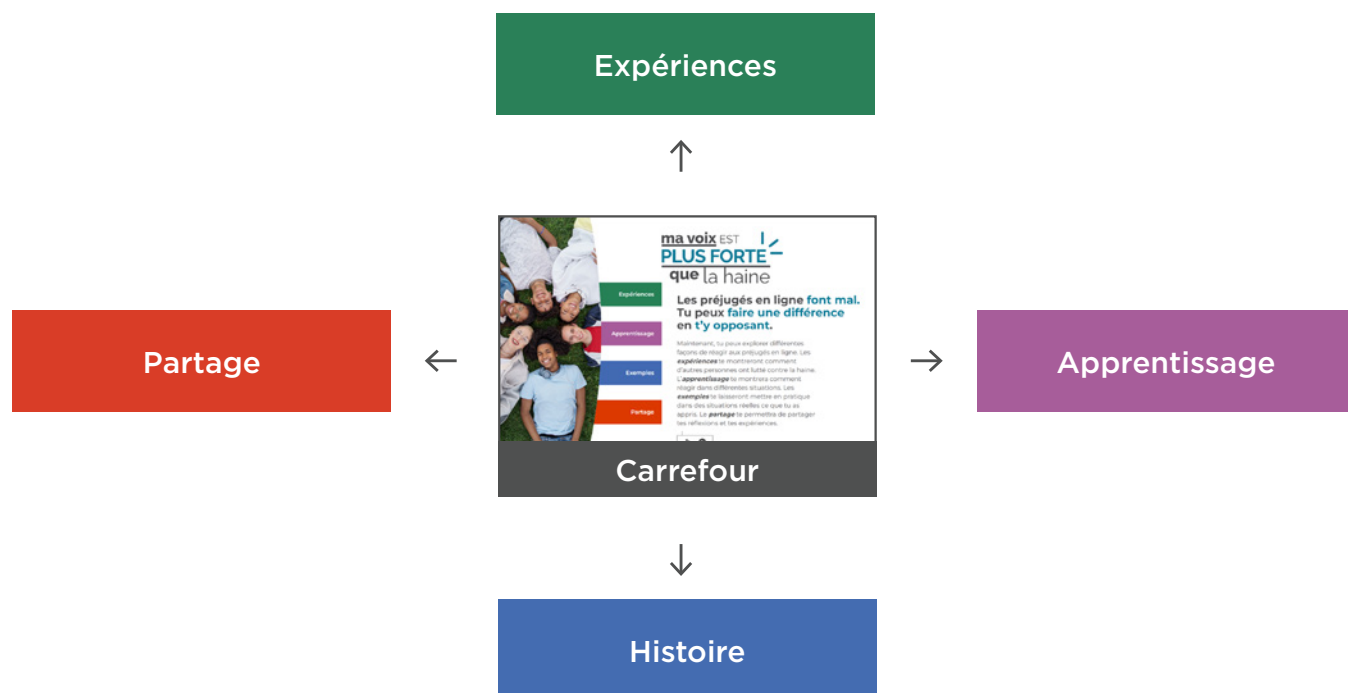 Expériences
ma voix EST
PLUS FORTE
que la haine
Expériences
Apprentissage
Exemples
Partage
Les préjugés en ligne font mal.
Tu peux faire une différence
en t'y opposant.
Maintenant, tu peux explorer différentes
façons de réagir aux préjugés en ligne. Les
expériences te montreront comment
d'autres personnes ont lutté contre la haine.
L'apprentissage te montrera comment
réagir dans différentes situations. Les
exemples te laisseront mettre en pratique
dans des situations réelles ce que tu as
appris. Le partage te permettra de partager
tes réflexions et tes expériences.
Partage
Apprentissage
Carrefour
Histoire